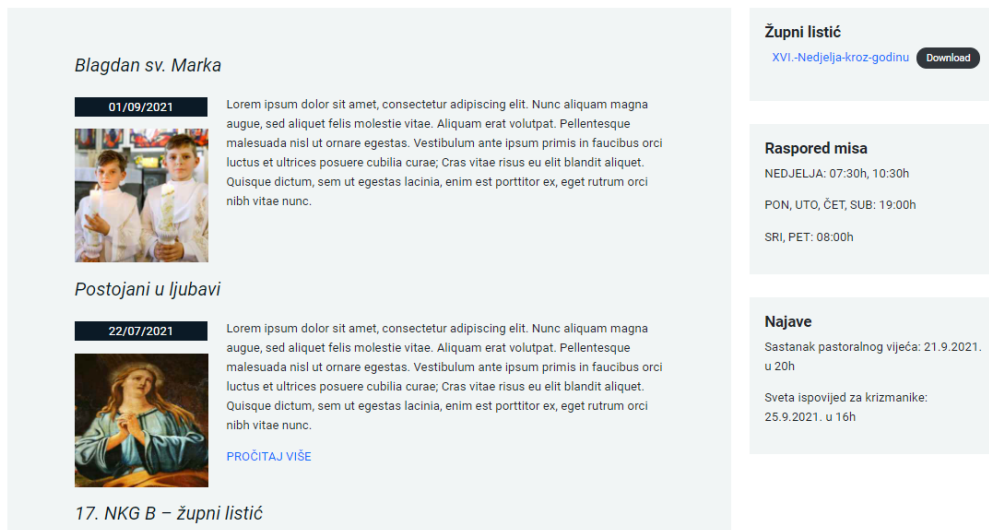 Blagdan sv. Marka
01/09/2021
Lorem ipsum dolor sit amet, consectetur adipiscing elit. Nunc aliquam magna
augue, sed aliquet felis molestie vitae. Aliquam erat volutpat. Pellentesque
malesuada nisl ut ornare egestas. Vestibulum ante ipsum primis in faucibus orci
luctus et ultrices posuere cubilia curae; Cras vitae risus eu elit blandit aliquet.
Quisque dictum, sem ut egestas lacinia, enim est porttitor ex, eget rutrum orci
nibh vitae nunc.
Postojani u ljubavi
22/07/2021
Lorem ipsum dolor sit amet, consectetur adipiscing elit. Nunc aliquam magna
augue, sed aliquet felis molestie vitae. Aliquam erat volutpat. Pellentesque
malesuada nisl ut ornare egestas. Vestibulum ante ipsum primis in faucibus orci
luctus et ultrices posuere cubilia curae; Cras vitae risus eu elit blandit aliquet.
Quisque dictum, sem ut egestas lacinia, enim est porttitor ex, eget rutrum orci
nibh vitae nunc.
PROČITAJ VIŠE
17. NKG B – župni listić
Župni listić
XVI.-Nedjelja-kroz-godinu Download
Raspored misa
NEDJELJA: 07:30h, 10:30h
PON, UTO, ČET, SUB: 19:00h
SRI, PET: 08:00h
Najave
Sastanak pastoralnog vijeća: 21.9.2021.
u 20h
Sveta ispovijed za krizmanike:
25.9.2021. u 16h